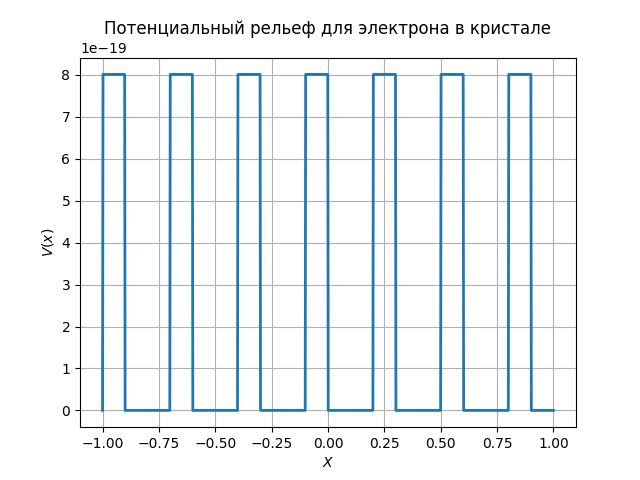 Потенциальный рельеф для электрона в кристале
1e−19
8
7
6
5
4
3
2
1
0
V(x)
−1.00 −0.75 −0.50 −0.25 0.00 0.25 0.50 0.75 1.00
X